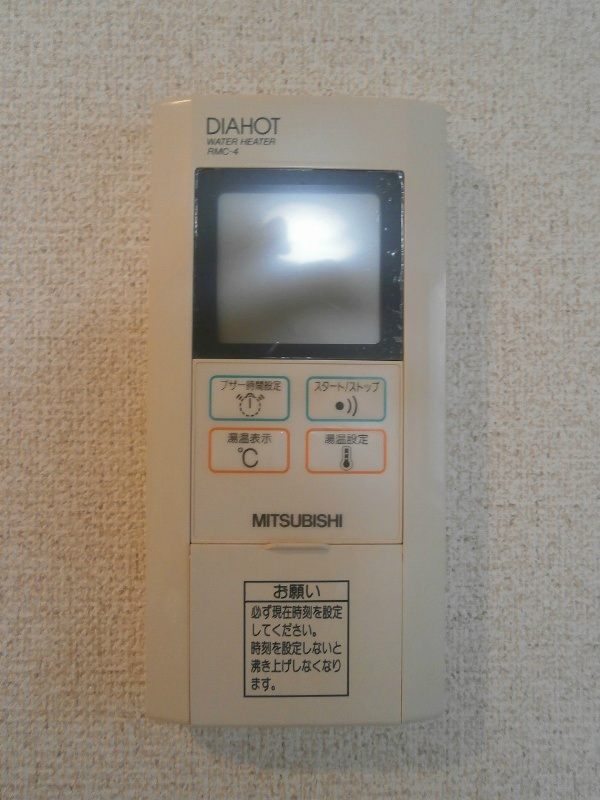 DIAHOT
WATER HEATER
RMC-4
ブザー時間設定
スタート/ストップ
湯温表示
℃
湯温設定
MITSUBISHI
お願い
必ず現在時刻を設定
してください。
時刻を設定しないと
沸き上げしなくなり
ます。